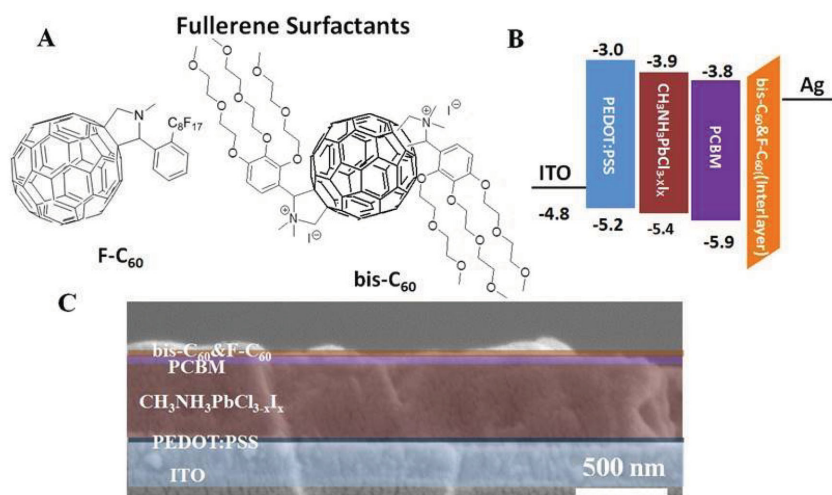 A
Fullerene Surfactants
C₈F₁₇
N
F-C₆₀
O
O
O
O
O
O
O
O
O
O
O
O
N
⊕
I⊖
O
O
O
N
⊕
I⊖
O
O
O
O
O
O
O
O
O
bis-C₆₀
B
-3.0
-3.9
-3.8
Ag
ITO
-4.8
PEDOT:PSS
CH₃NH₃PbCl₃₋ₓIₓ
PCBM
bis-C₆₀&F-C₆₀(Interlayer)
-5.2
-5.4
-5.9
C
bis-C₆₀&F-C₆₀
PCBM
CH₃NH₃PbCl₃₋ₓIₓ
PEDOT:PSS
ITO
500 nm